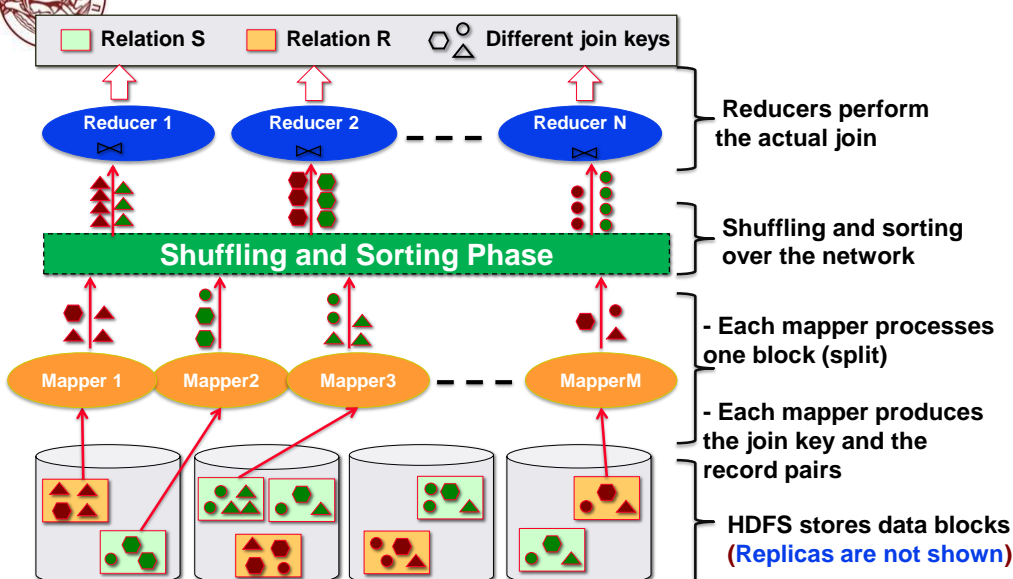 Relation S
Relation R
Different join keys
Reducer 1
Reducer 2
Reducer N
Reducers perform
the actual join
Shuffling and Sorting Phase
Shuffling and sorting
over the network
Mapper 1
Mapper2
Mapper3
MapperM
- Each mapper processes
one block (split)
- Each mapper produces
the join key and the
record pairs
HDFS stores data blocks
(Replicas are not shown)